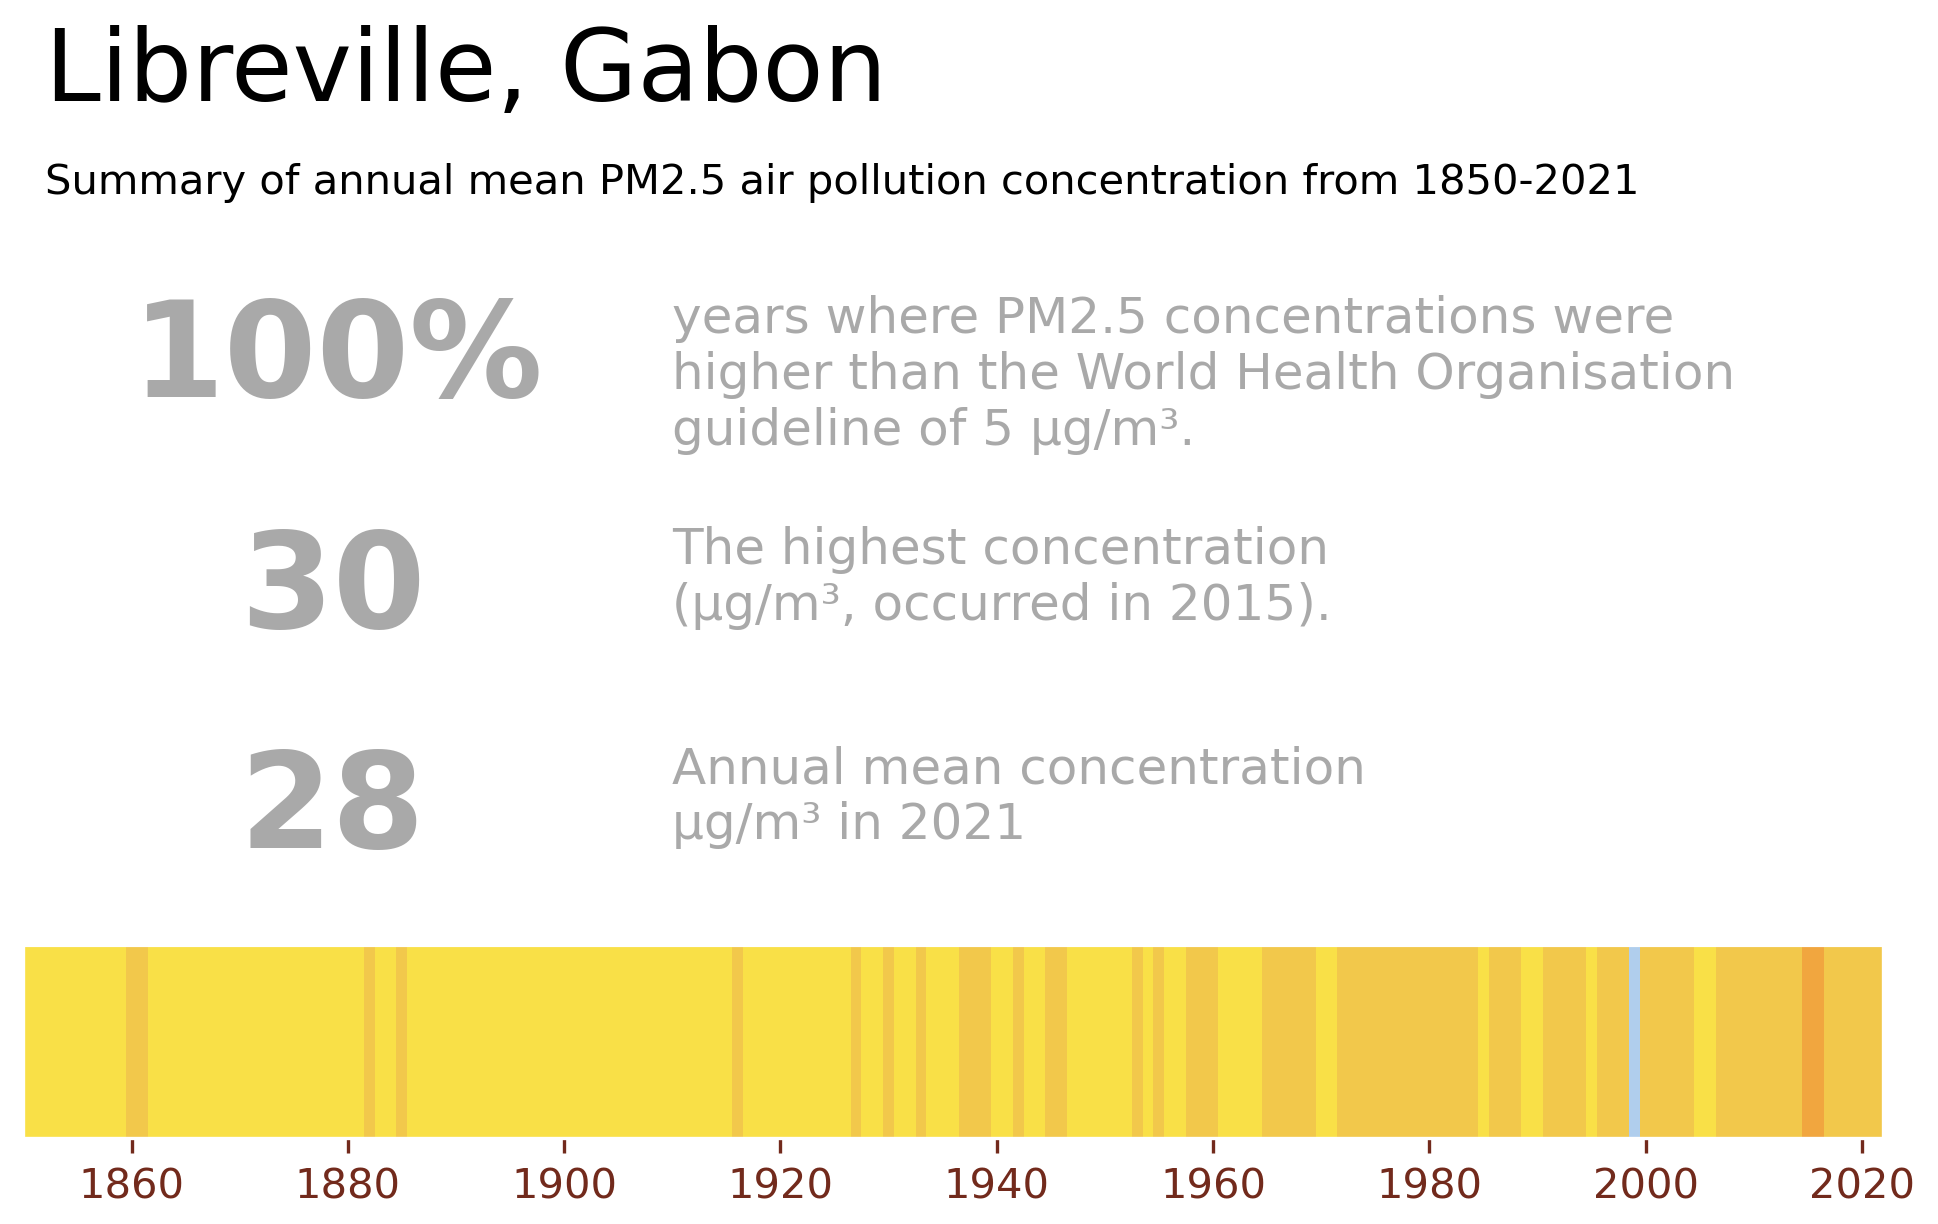 Libreville, Gabon
Summary of annual mean PM2.5 air pollution concentration from 1850-2021
100%
years where PM2.5 concentrations were
higher than the World Health Organisation
guideline of 5 µg/m³.
30
The highest concentration
(µg/m³, occurred in 2015).
28
Annual mean concentration
µg/m³ in 2021
1860 1880 1900 1920 1940 1960 1980 2000 2020